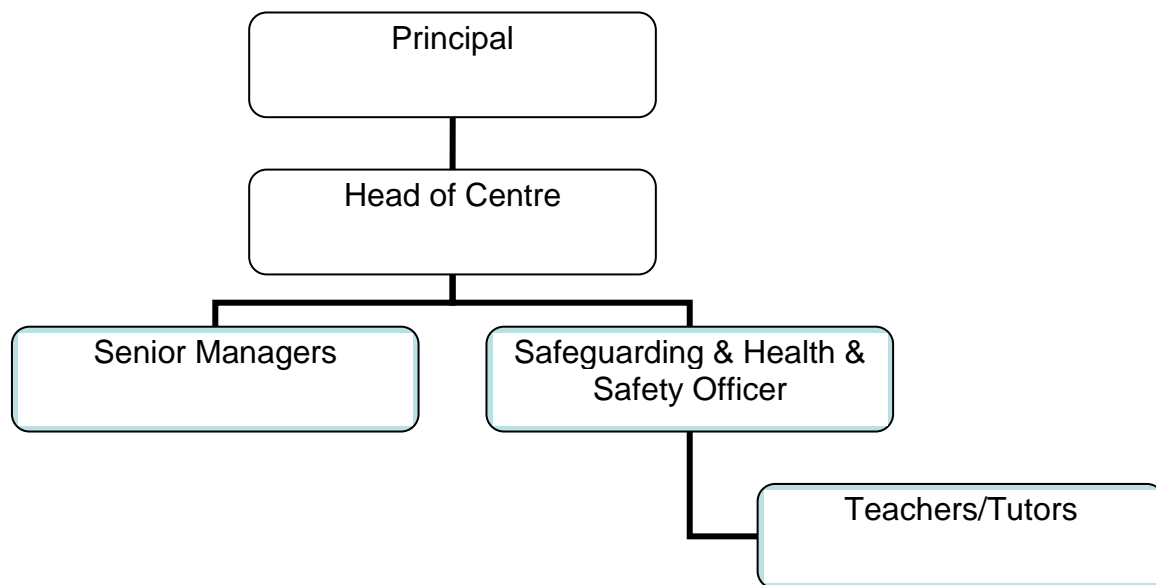 Principal
Head of Centre
Senior Managers
Safeguarding & Health &
Safety Officer
Teachers/Tutors